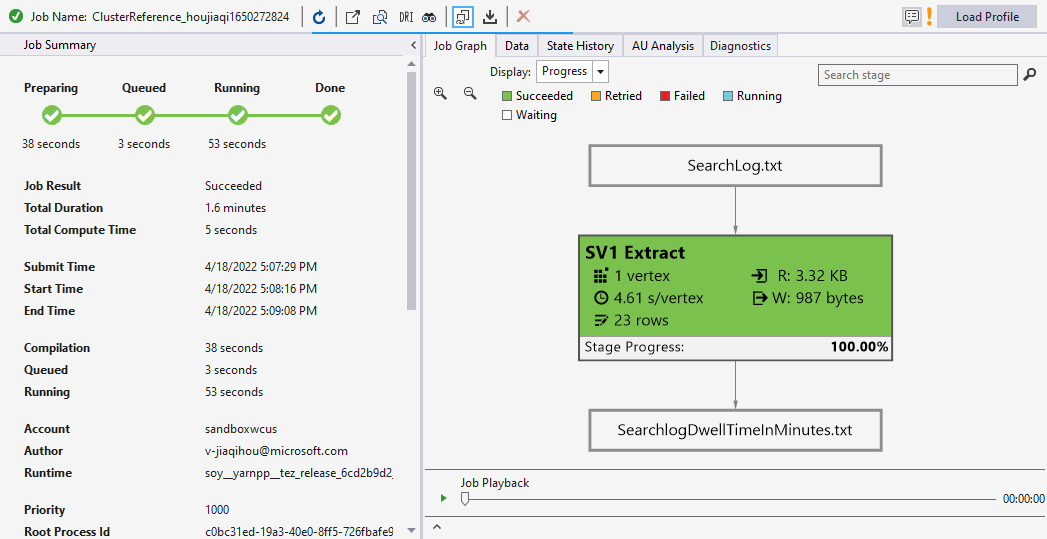 Job Name: ClusterReference_houjiaqi1650272824
DRI
Load Profile
Job Summary
Preparing Queued Running Done
38 seconds 3 seconds 53 seconds
Job Result Succeeded
Total Duration 1.6 minutes
Total Compute Time 5 seconds
Submit Time 4/18/2022 5:07:29 PM
Start Time 4/18/2022 5:08:16 PM
End Time 4/18/2022 5:09:08 PM
Compilation 38 seconds
Queued 3 seconds
Running 53 seconds
Account sandboxwcus
Author v-jiaqihou@microsoft.com
Runtime soy__yarnpp__tez_release_6cd2b9d2_
Priority 1000
Root Process Id c0bc31ed-19a3-40e0-8ff5-726fbafe9
Job Graph Data State History AU Analysis Diagnostics
Display: Progress
Search stage
Succeeded Retried Failed Running
Waiting
SearchLog.txt
SV1 Extract
1 vertex R: 3.32 KB
4.61 s/vertex W: 987 bytes
23 rows
Stage Progress: 100.00%
SearchlogDwellTimeInMinutes.txt
Job Playback
00:00:00